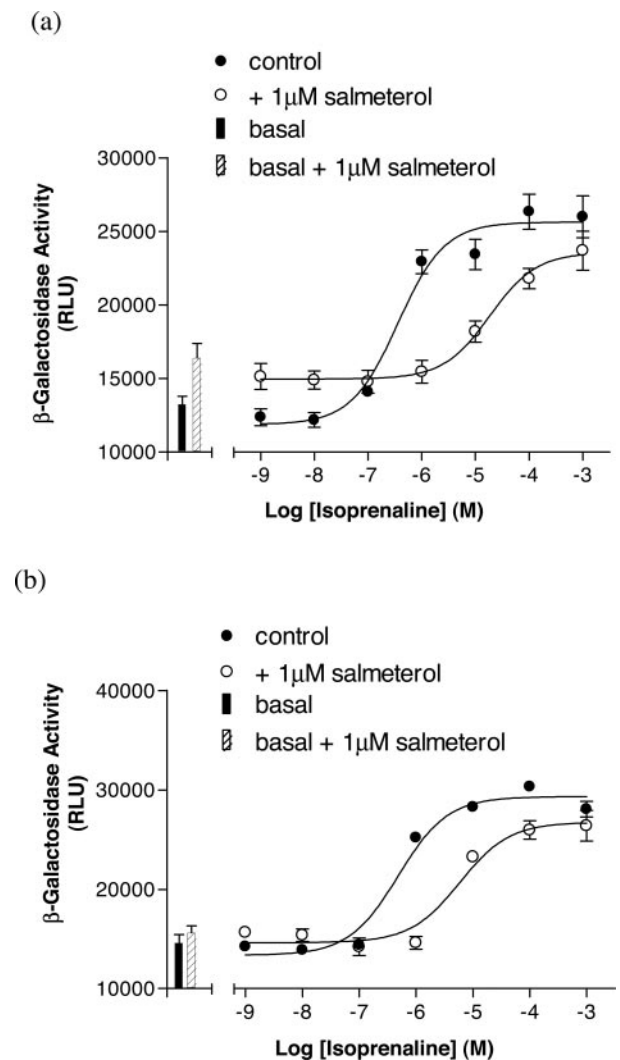 (a)
control
+ 1μM salmeterol
basal
basal + 1μM salmeterol
β-Galactosidase Activity
(RLU)
30000
25000
20000
15000
10000
-9 -8 -7 -6 -5 -4 -3
Log [Isoprenaline] (M)
(b)
control
+ 1μM salmeterol
basal
basal + 1μM salmeterol
β-Galactosidase Activity
(RLU)
40000
30000
20000
10000
-9 -8 -7 -6 -5 -4 -3
Log [Isoprenaline] (M)